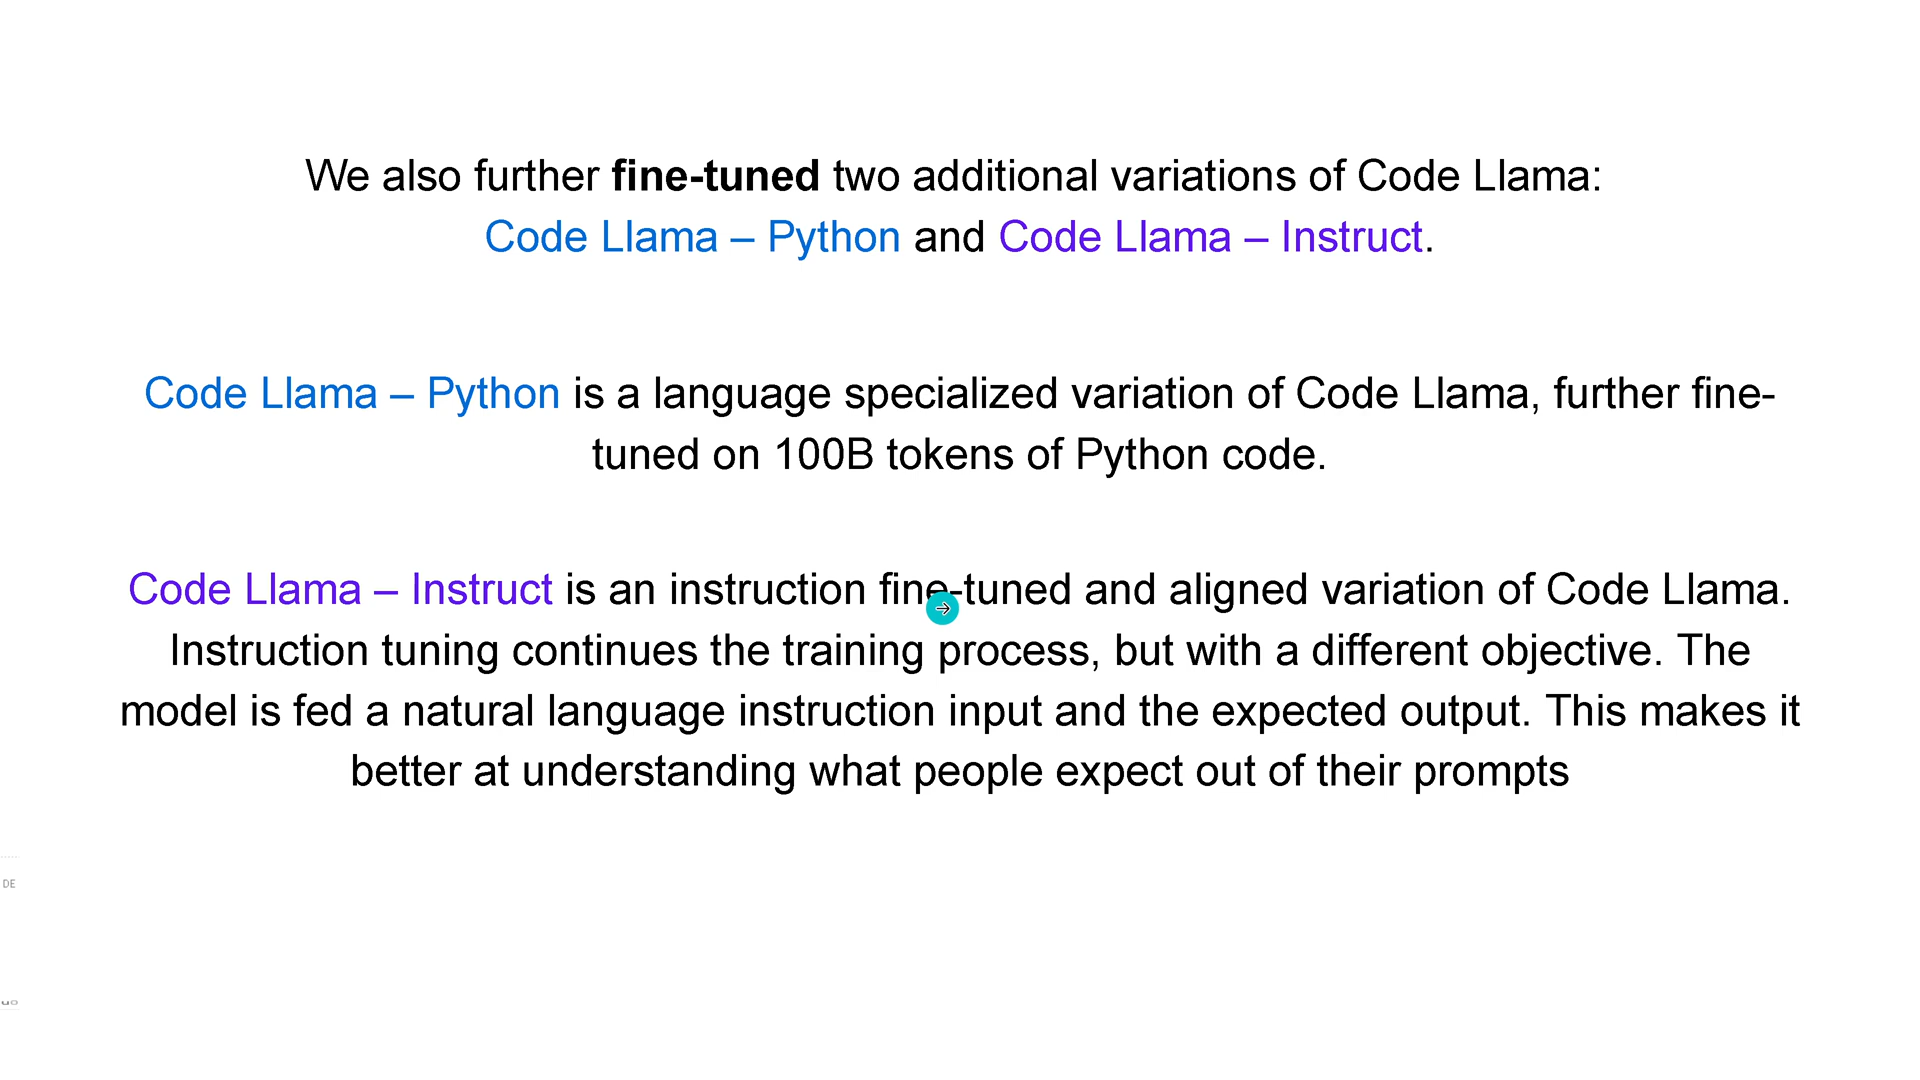 We also further fine-tuned two additional variations of Code Llama:
Code Llama – Python and Code Llama – Instruct.
Code Llama – Python is a language specialized variation of Code Llama, further fine-
tuned on 100B tokens of Python code.
Code Llama – Instruct is an instruction fine-tuned and aligned variation of Code Llama.
Instruction tuning continues the training process, but with a different objective. The
model is fed a natural language instruction input and the expected output. This makes it
better at understanding what people expect out of their prompts
DE